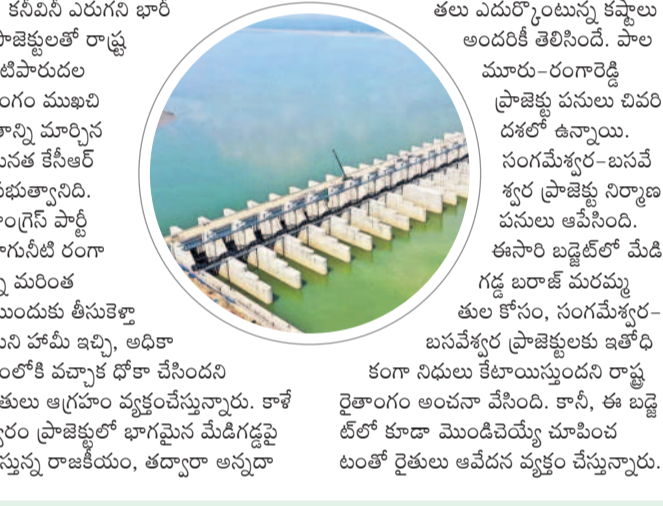 కనీవినీ ఎరుగని భారీ
ప్రాజెక్టులతో రాష్ట్ర
టిపారుదల
ంగం ముఖచి
మార్చిన
కేసీఆర్
పార్టీ
ాగునీటి రంగా
మరింత
ముందుకు తీసుకెళ్తా
హామీ ఇచ్చి, అధికా
ంలోకి వచ్చాక ధోకా చేసిందని
తులు ఆగ్రహం వ్యక్తంచేస్తున్నారు. కాళే
ప్రాజెక్టులో భాగమైన మేడిగడ్డపై
స్తున్న రాజకీయం, తద్వారా అన్నదా
తలు ఎదుర్కొంటున్న కష్టాలు
అందరికీ తెలిసిందే. పాల
మూరు–రంగారెడ్డి
ప్రాజెక్టు పనులు చివరి
దశలో ఉన్నాయి.
సంగమేశ్వర–బసవే
శ్వర ప్రాజెక్టు నిర్మాణ
పనులు ఆపేసింది.
ఈసారి బడ్జెట్‌లో మేడి
గడ్డ బరాజ్ మరమ్మ
తుల కోసం, సంగమేశ్వర–
బసవేశ్వర ప్రాజెక్టులకు ఇతోధి
కంగా నిధులు కేటాయిస్తుందని రాష్ట్ర
రైతాంగం అంచనా వేసింది. కానీ, ఈ బడ్జె
ట్‌లో కూడా మొండిచెయ్యే చూపించ
టంతో రైతులు ఆవేదన వ్యక్తం చేస్తున్నారు.